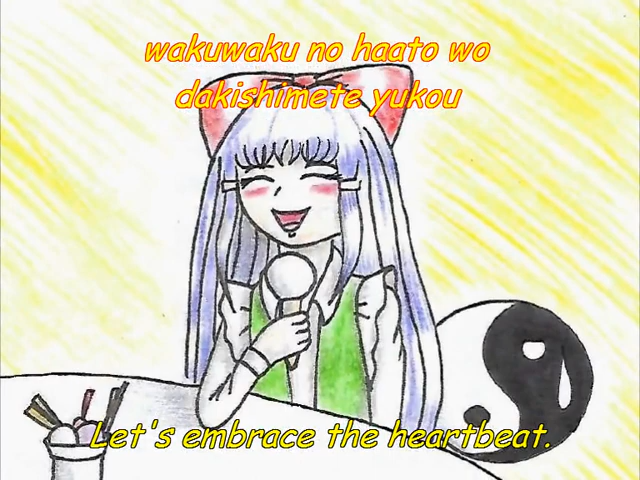 wakuwaku no haato wo
dakishimete yukou
Let's embrace the heartbeat.